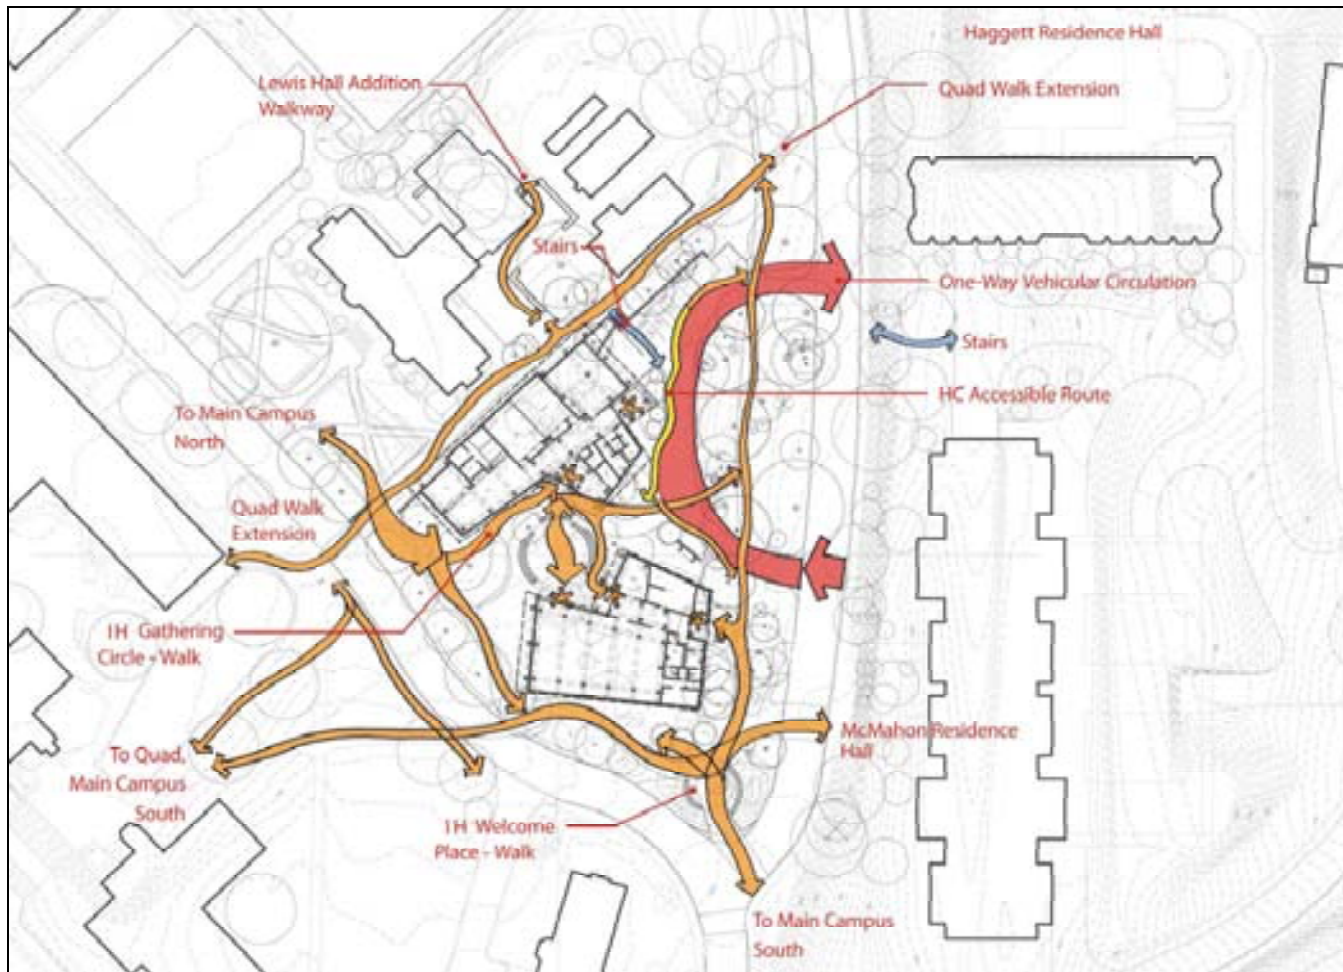 Haggett Residence Hall
Lewis Hall Addition
Walkway
Quad Walk Extension
Stairs
One-Way Vehicular Circulation
Stairs
HC Accessible Route
To Main Campus
North
Quad Walk
Extension
1H Gathering
Circle - Walk
McMahon Residence
Hall
To Quad,
Main Campus
South
1H Welcome
Place - Walk
To Main Campus
South